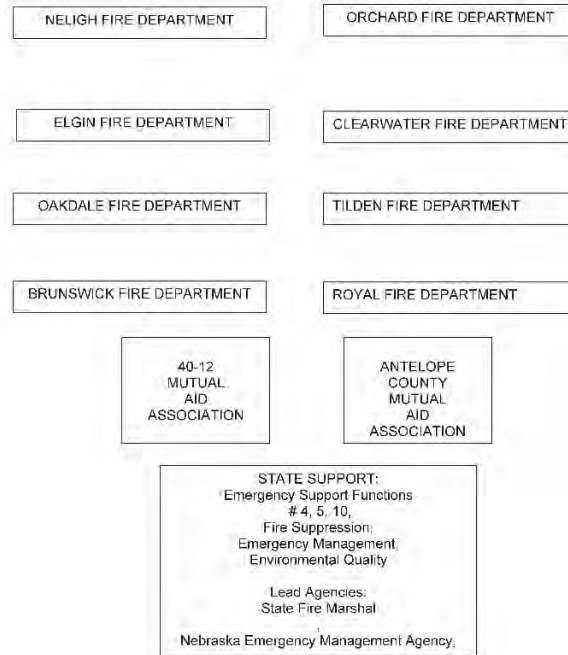 NELIGH FIRE DEPARTMENT
ORCHARD FIRE DEPARTMENT
ELGIN FIRE DEPARTMENT
CLEARWATER FIRE DEPARTMENT
OAKDALE FIRE DEPARTMENT
TILDEN FIRE DEPARTMENT
BRUNSWICK FIRE DEPARTMENT
ROYAL FIRE DEPARTMENT
40-12
MUTUAL
AID
ASSOCIATION
ANTELOPE
COUNTY
MUTUAL
AID
ASSOCIATION
STATE SUPPORT:
Emergency Support Functions
# 4, 5, 10,
Fire Suppression,
Emergency Management,
Environmental Quality
Lead Agencies:
State Fire Marshal
,
Nebraska Emergency Management Agency,